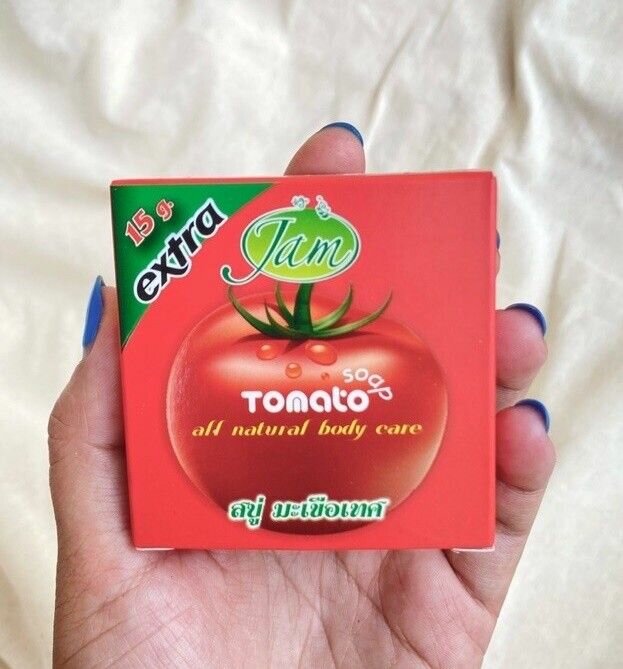 15 g.
extra
Jam
soap
Tomato
all natural body care
สบู่ มะเขือเทศ